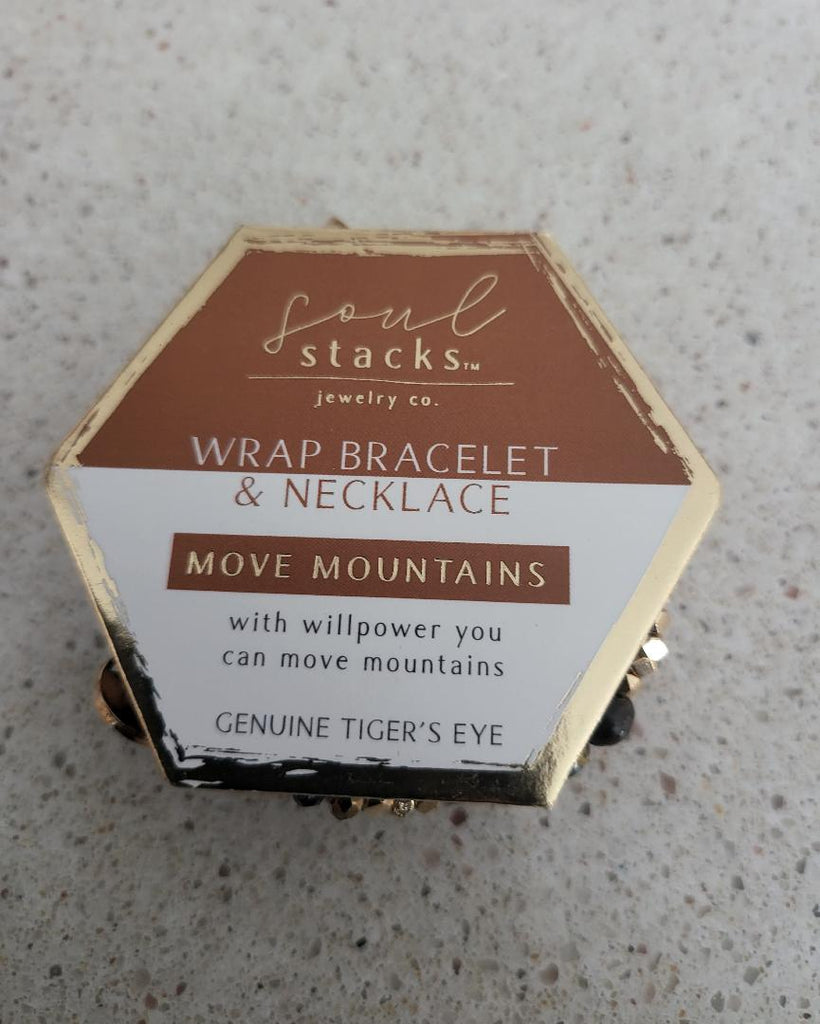 soul
stacks™
jewelry co.
WRAP BRACELET
& NECKLACE
MOVE MOUNTAINS
with willpower you
can move mountains
GENUINE TIGER'S EYE